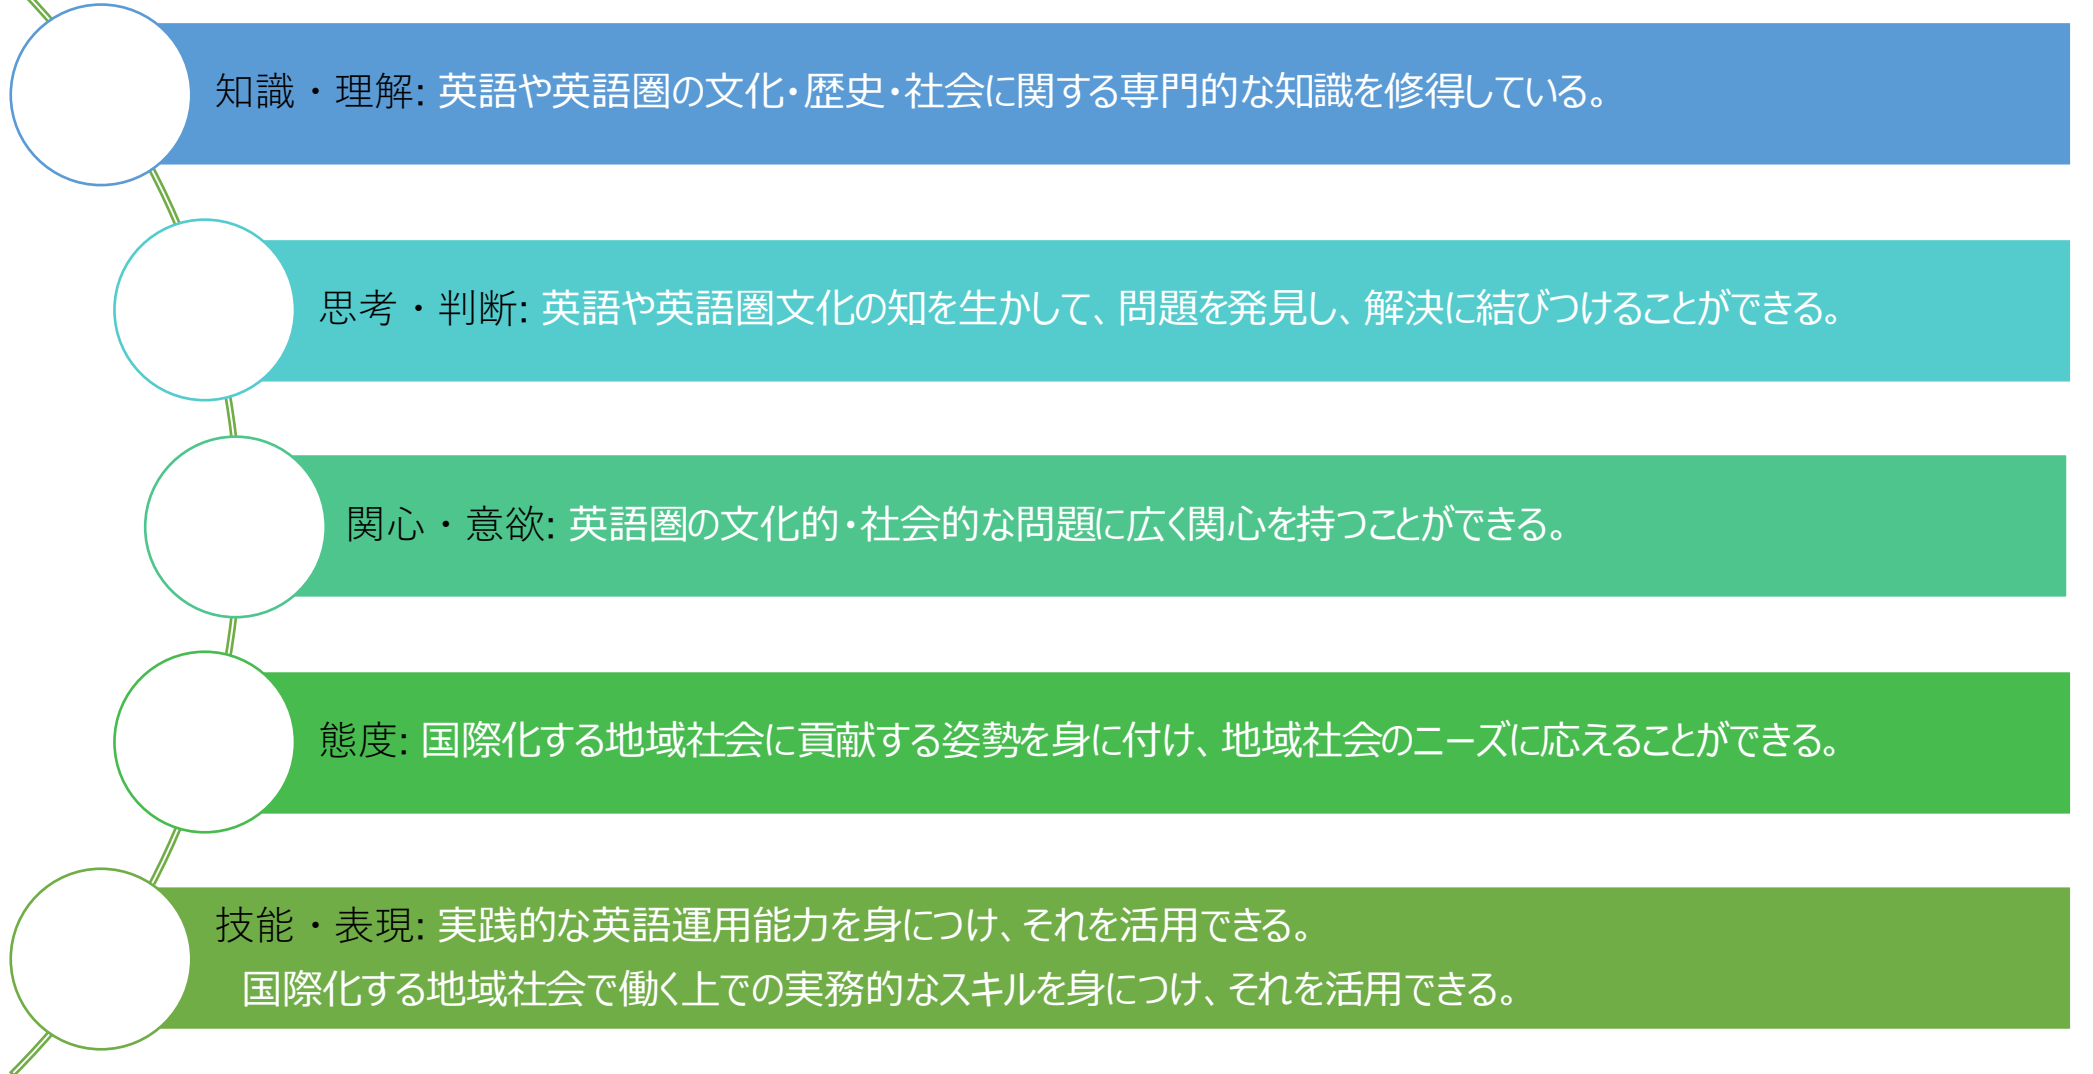 知識・理解: 英語や英語圏の文化・歴史・社会に関する専門的な知識を修得している。
思考・判断: 英語や英語圏文化の知を生かして、問題を発見し、解決に結びつけることができる。
関心・意欲: 英語圏の文化的・社会的な問題に広く関心を持つことができる。
態度: 国際化する地域社会に貢献する姿勢を身に付け、地域社会のニーズに応えることができる。
技能・表現: 実践的な英語運用能力を身につけ、それを活用できる。
国際化する地域社会で働く上での実務的なスキルを身につけ、それを活用できる。